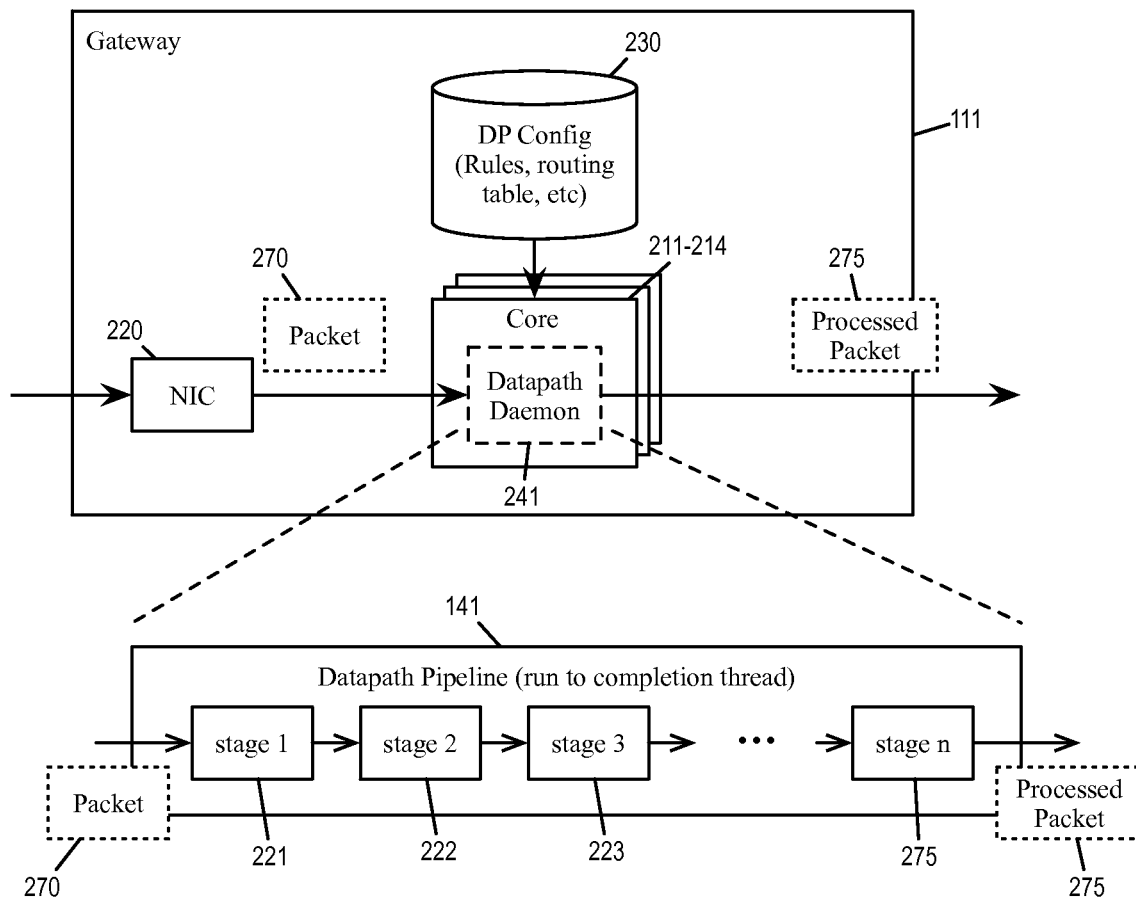 Gateway
230
DP Config
(Rules, routing
table, etc)
111
211-214
270
Packet
275
Processed
Packet
220
NIC
Core
Datapath
Daemon
241
141
Datapath Pipeline (run to completion thread)
stage 1
stage 2
stage 3
•••
stage n
Packet
Processed
Packet
221
222
223
275
270
275